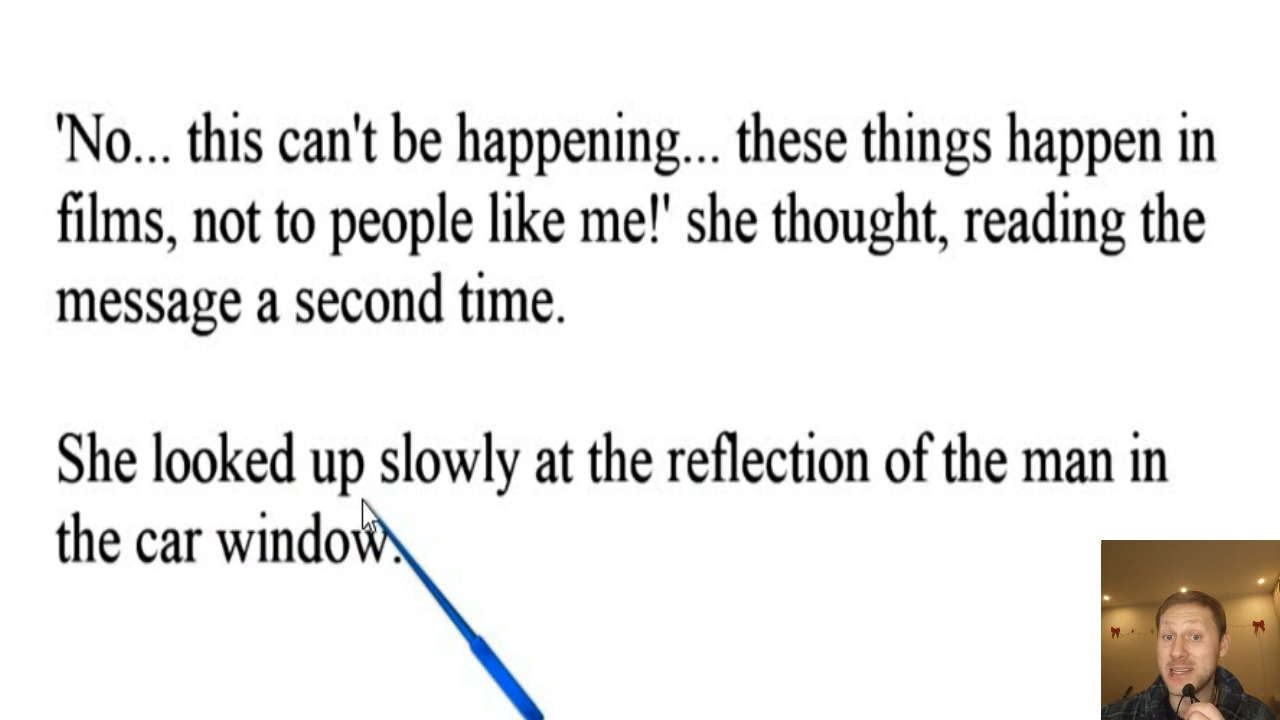 'No... this can't be happening... these things happen in
films, not to people like me!' she thought, reading the
message a second time.
She looked up slowly at the reflection of the man in
the car window.